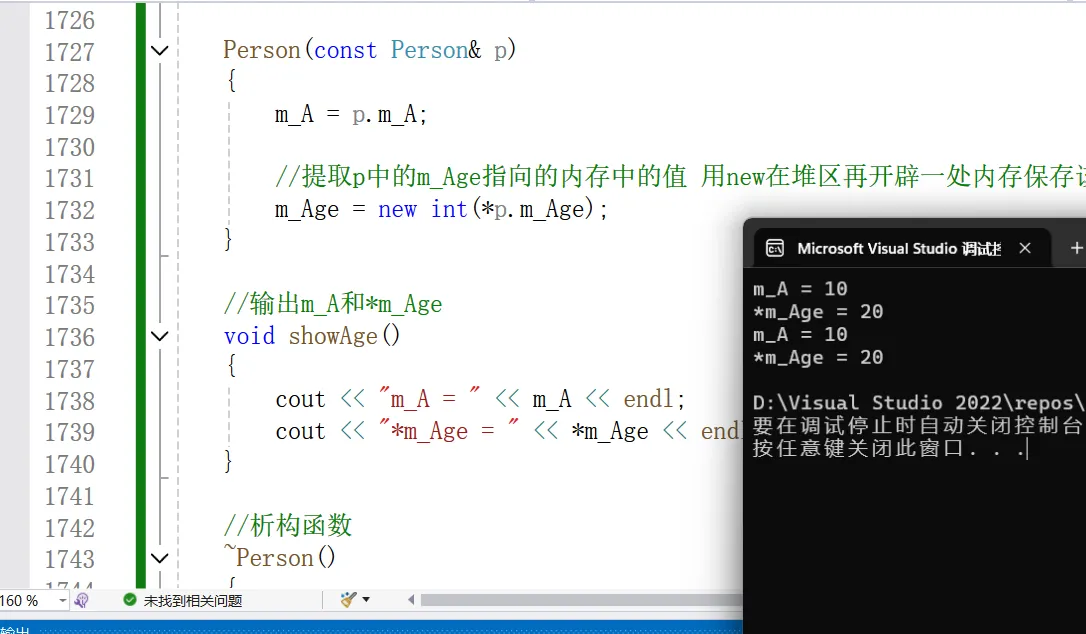 1726
1727 Person(const Person& p)
1728 {
1729 m_A = p.m_A;
1730
1731 //提取p中的m_Age指向的内存中的值 用new在堆区再开辟一处内存保存
1732 m_Age = new int(*p.m_Age);
1733 }
1734
1735 //输出m_A和*m_Age
1736 void showAge()
1737 {
1738 cout << "m_A = " << m_A << endl;
1739 cout << "*m_Age = " << *m_Age << end
1740 }
1741
1742 //析构函数
1743 ~Person()
1744 {
160 %
未找到相关问题
输出
Microsoft Visual Studio 调试
m_A = 10
*m_Age = 20
m_A = 10
*m_Age = 20
D:\Visual Studio 2022\repos\
要在调试停止时自动关闭控制台
按任意键关闭此窗口. . .